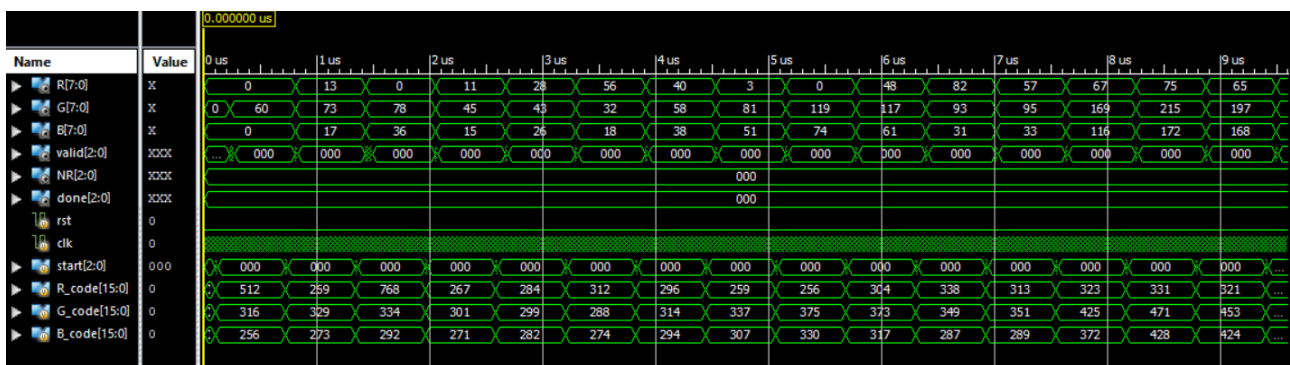 0.000000 us
Name Value 0 us 1 us 2 us 3 us 4 us 5 us 6 us 7 us 8 us 9 us
R[7:0] X 0 13 0 11 28 56 40 3 0 48 82 57 67 75 65
G[7:0] X 0 60 73 78 45 43 32 58 81 119 117 93 95 169 215 197
B[7:0] X 0 17 36 15 26 18 38 51 74 61 31 33 116 172 168
valid[2:0] XXX ... 000 000 000 000 000 000 000 000 000 000 000 000 000 000 000
NR[2:0] XXX 000
done[2:0] XXX 000
rst 0
clk 0
start[2:0] 000 000 000 000 000 000 000 000 000 000 000 000 000 000 000 000 ...
R_code[15:0] 0 512 269 768 267 284 312 296 259 256 304 338 313 323 331 321 ...
G_code[15:0] 0 316 329 334 301 299 288 314 337 375 373 349 351 425 471 453 ...
B_code[15:0] 0 256 273 292 271 282 274 294 307 330 317 287 289 372 428 424 ...